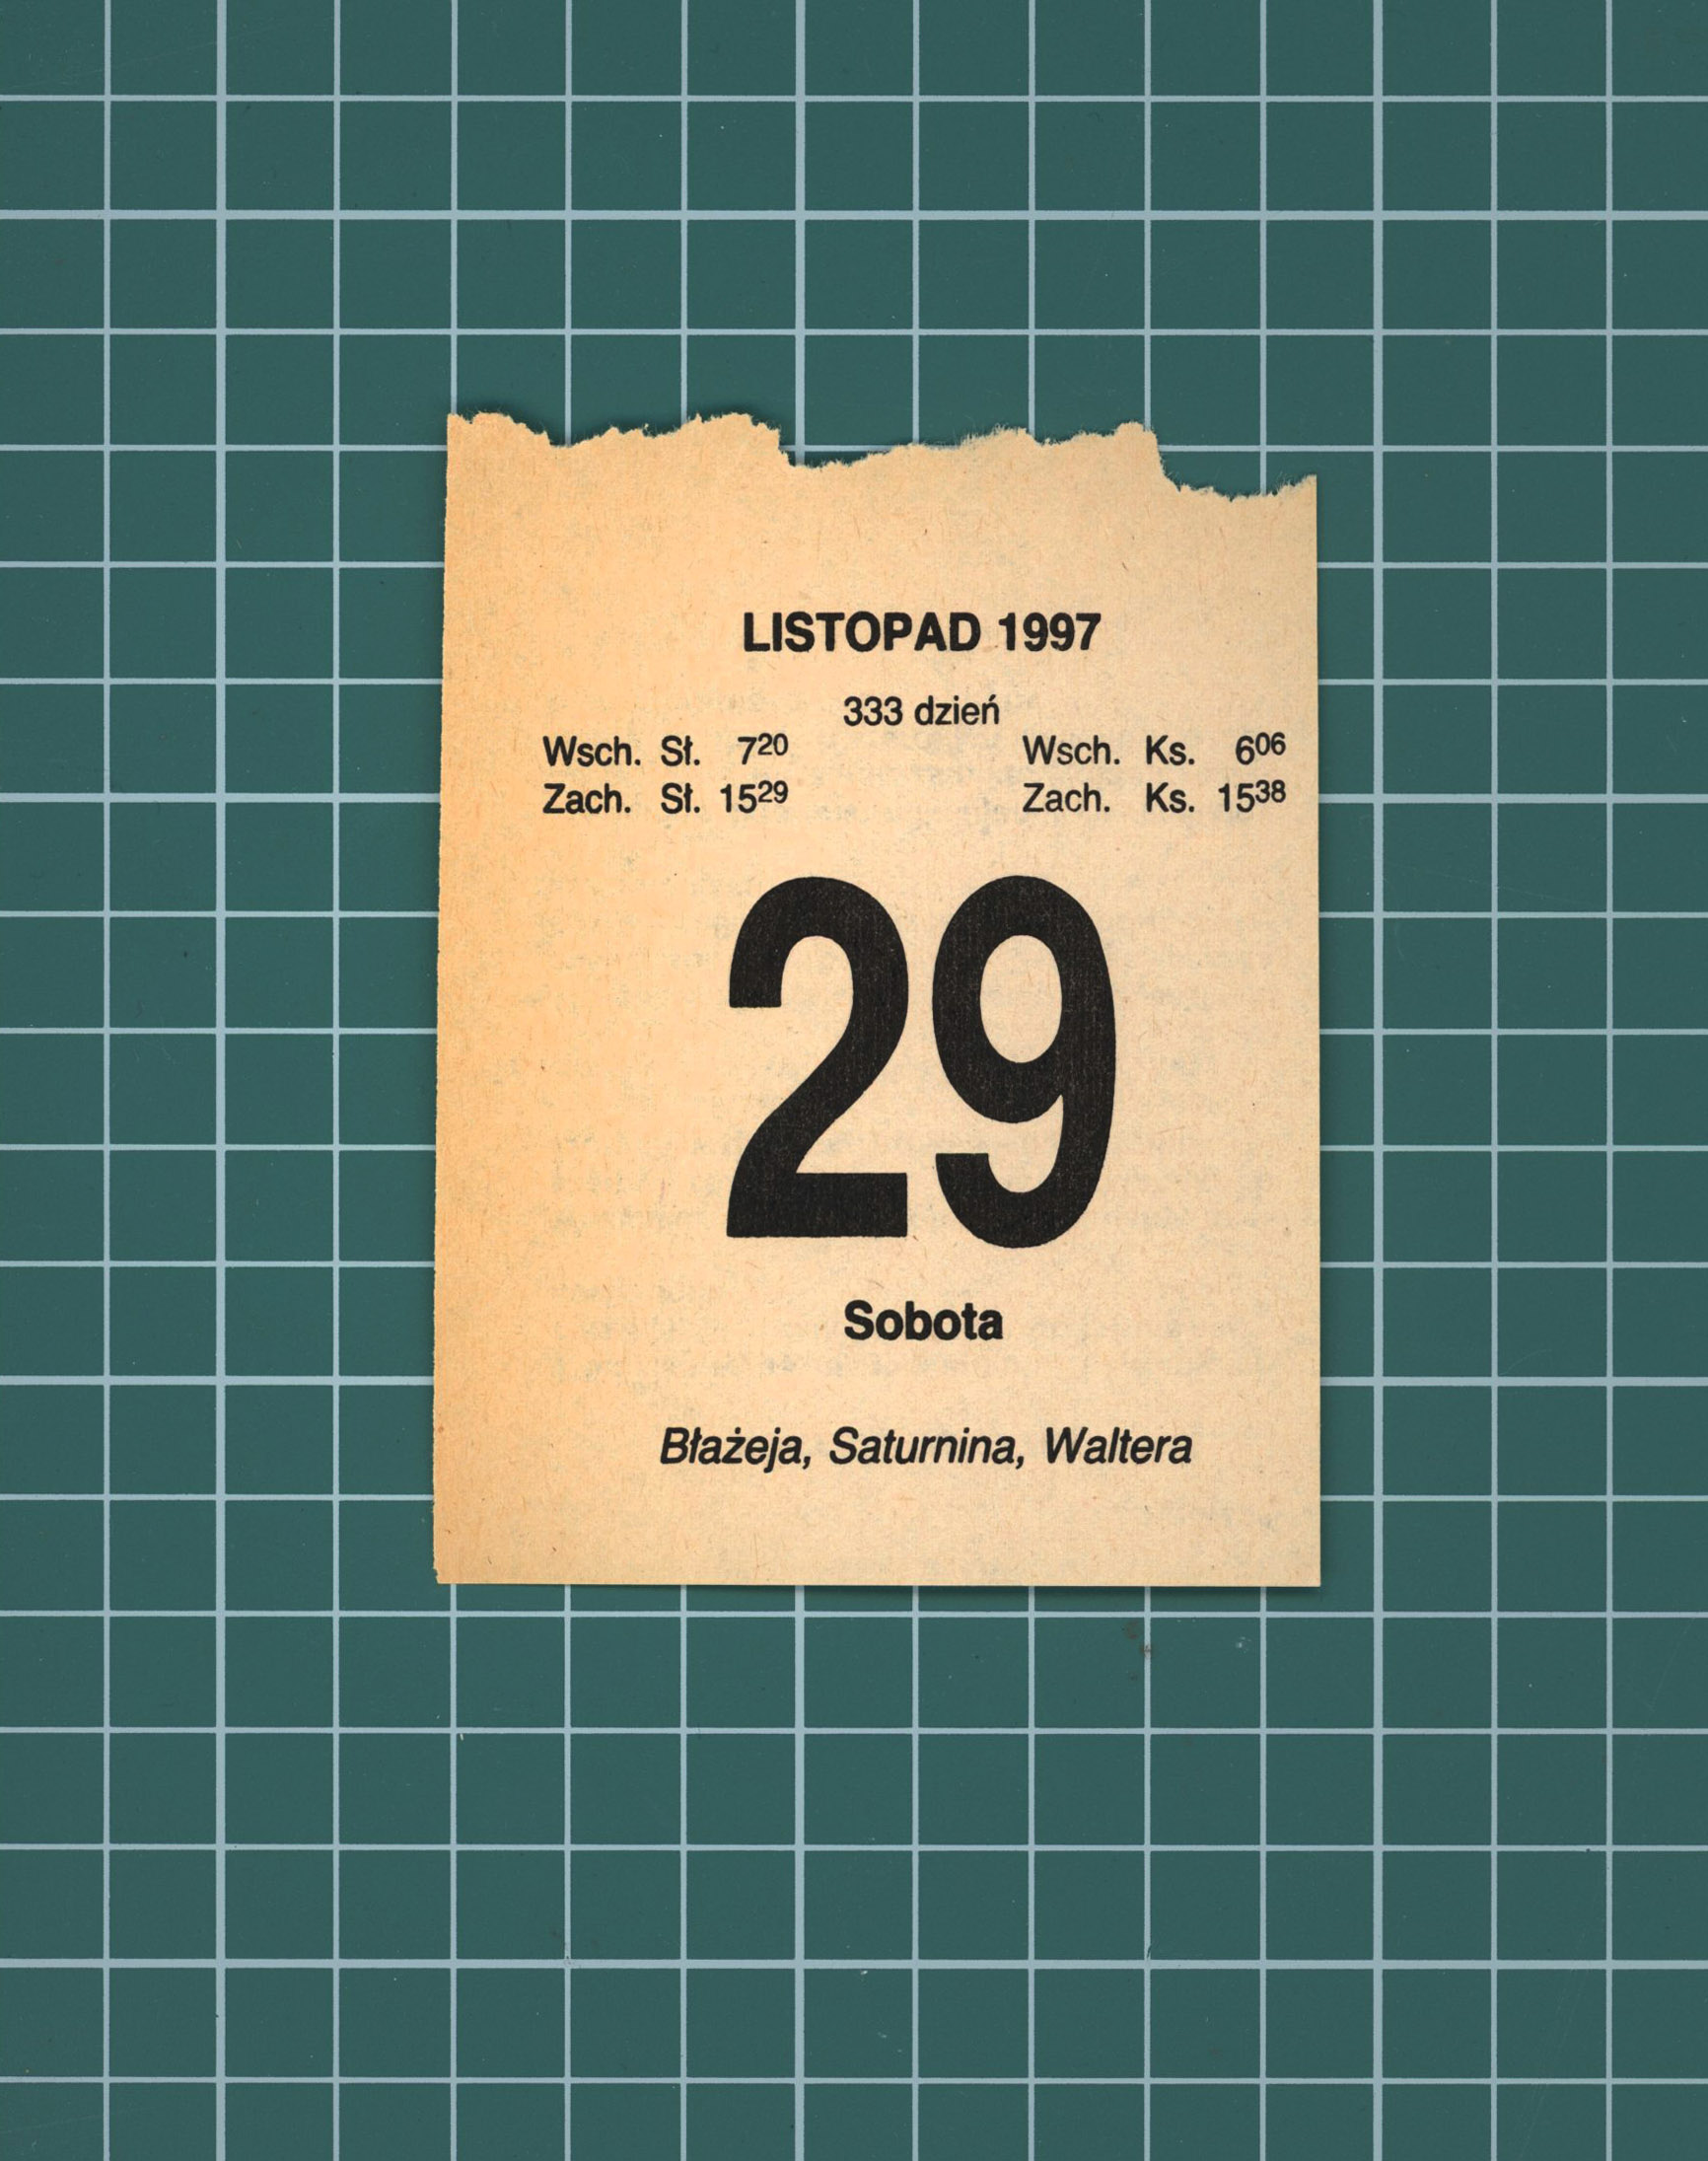 LISTOPAD 1997
333 dzień
Wsch. Sł. 7²⁰ Wsch. Ks. 6⁰⁶
Zach. Sł. 15²⁹ Zach. Ks. 15³⁸
29
Sobota
Błażeja, Saturnina, Waltera